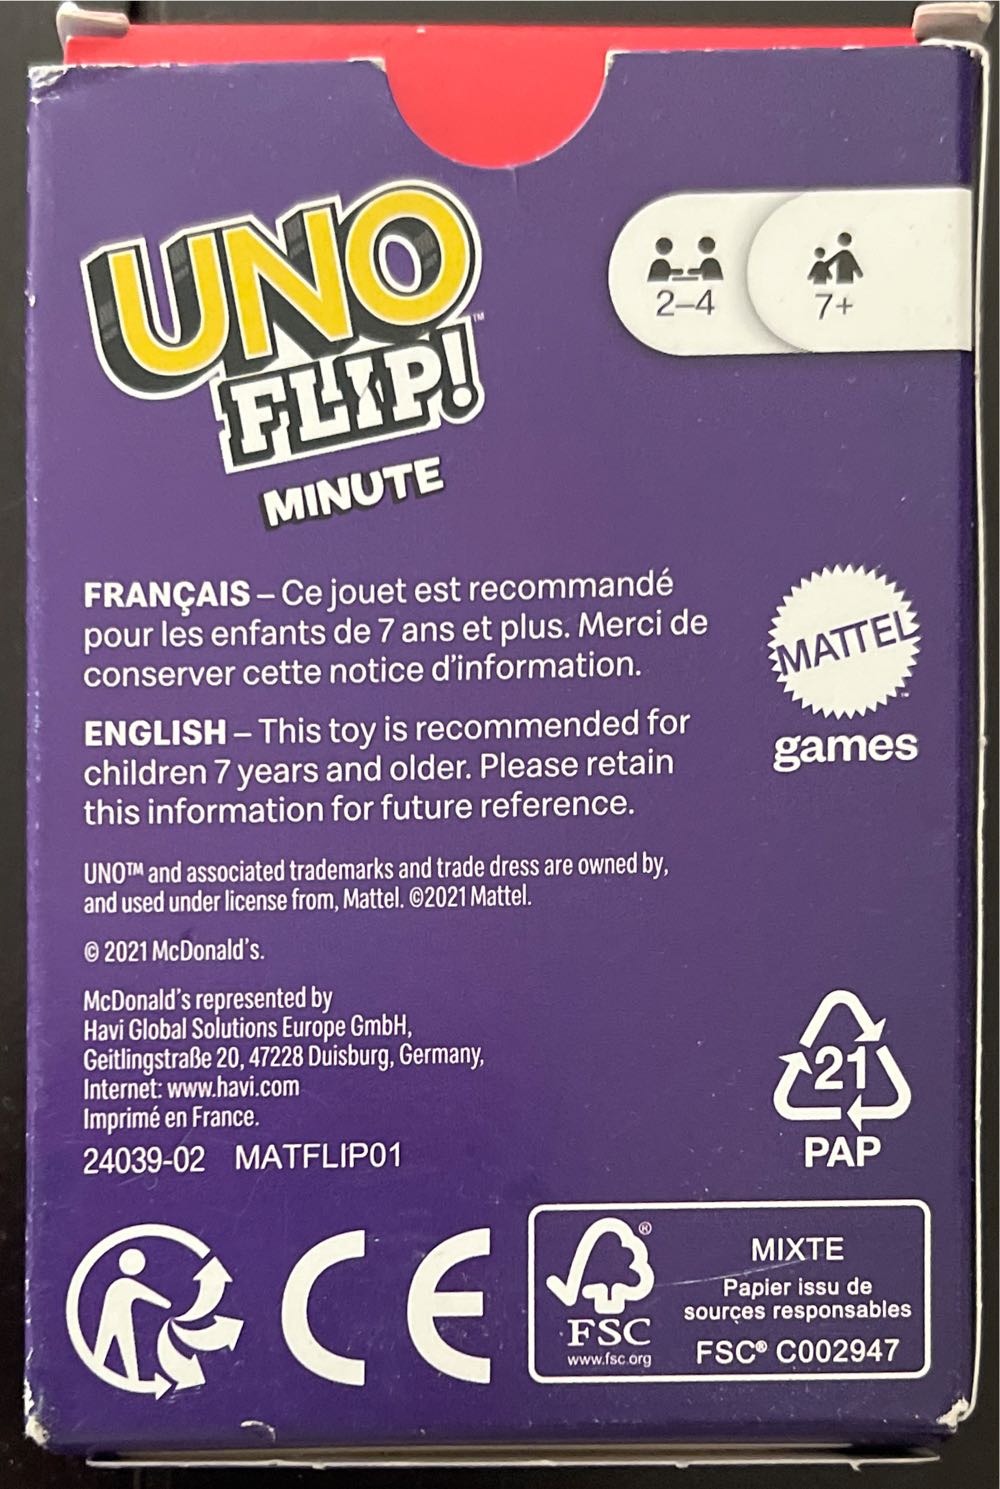 UNO
FLIP!™
MINUTE
2–4
7+
FRANÇAIS – Ce jouet est recommandé
pour les enfants de 7 ans et plus. Merci de
conserver cette notice d'information.
MATTEL
games
ENGLISH – This toy is recommended for
children 7 years and older. Please retain
this information for future reference.
UNO™ and associated trademarks and trade dress are owned by,
and used under license from, Mattel. ©2021 Mattel.
© 2021 McDonald's.
McDonald's represented by
Havi Global Solutions Europe GmbH,
Geitlingstraße 20, 47228 Duisburg, Germany,
Internet: www.havi.com
Imprimé en France.
24039-02 MATFLIP01
21
PAP
CE
FSC®
www.fsc.org
MIXTE
Papier issu de
sources responsables
FSC® C002947